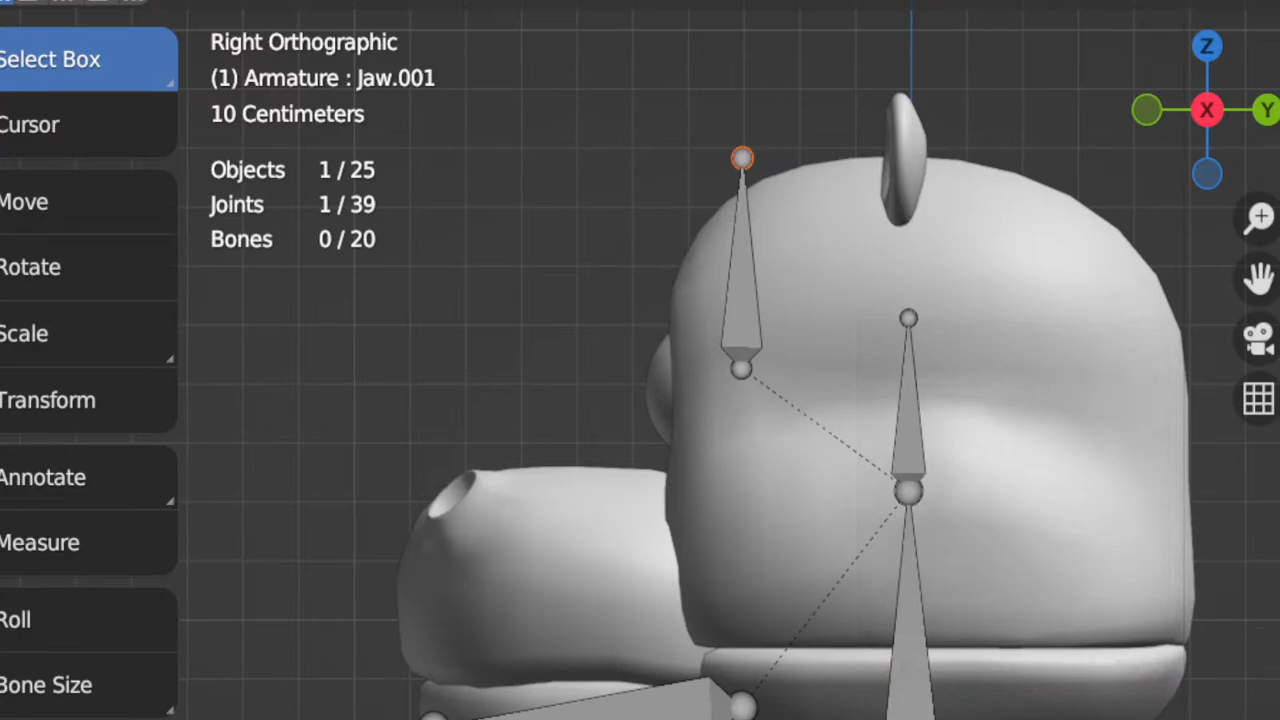 Select Box
Cursor
Move
Rotate
Scale
Transform
Annotate
Measure
Roll
Bone Size
Right Orthographic
(1) Armature : Jaw.001
10 Centimeters
Objects 1 / 25
Joints 1 / 39
Bones 0 / 20
Z
X
Y